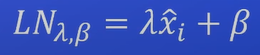 LN_{λ,β} = λx̂_i + β